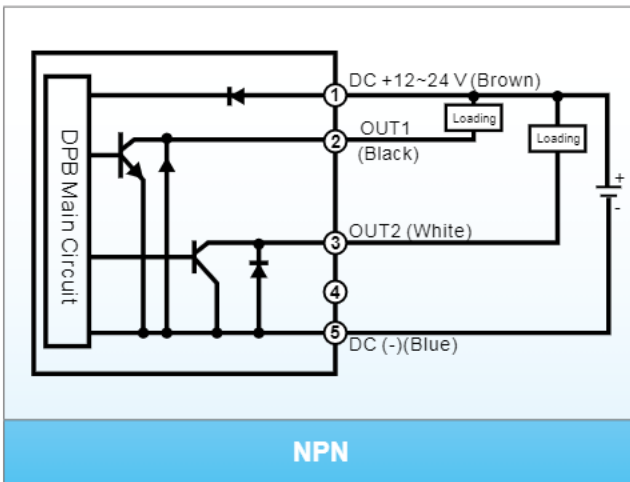 DC +12~24 V (Brown)
1
Loading
OUT1
2
(Black)
Loading
DPB Main Circuit
+
-
OUT2 (White)
3
4
5
DC (-)(Blue)
NPN